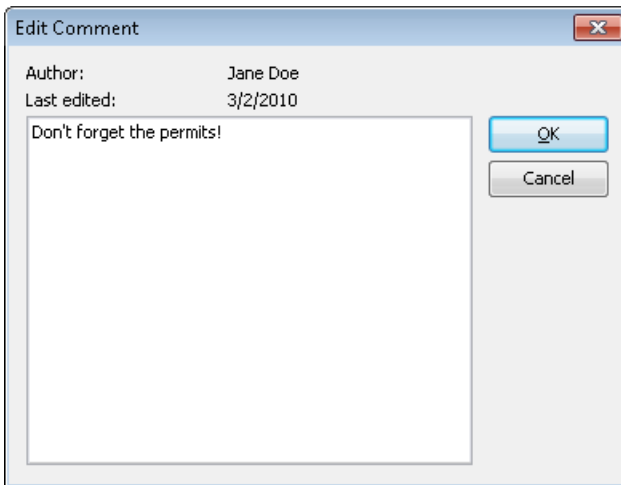 Edit Comment
Author: Jane Doe
Last edited: 3/2/2010
Don't forget the permits!
OK
Cancel